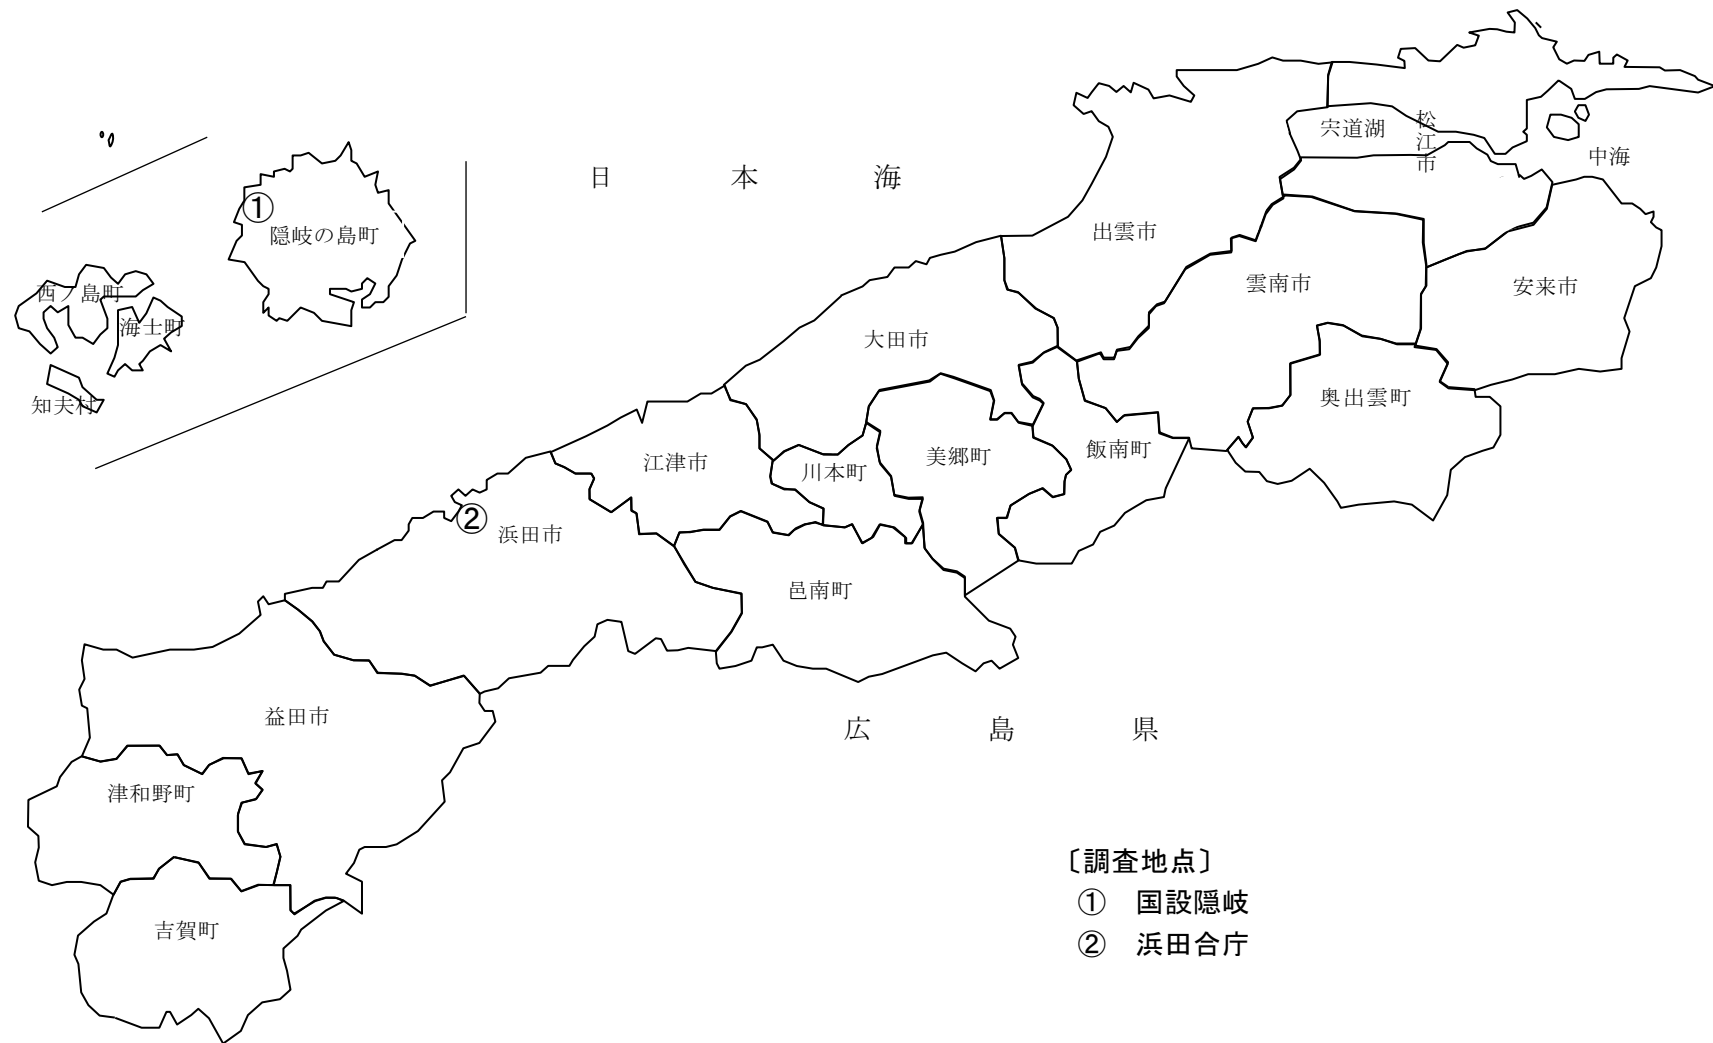 宍道湖
松江市
中海
日本海
①
隠岐の島町
出雲市
雲南市
安来市
西ノ島町
海士町
大田市
知夫村
奥出雲町
飯南町
美郷町
江津市
川本町
②
浜田市
邑南町
益田市
広島県
津和野町
〔調査地点〕
① 国設隠岐
② 浜田合庁
吉賀町